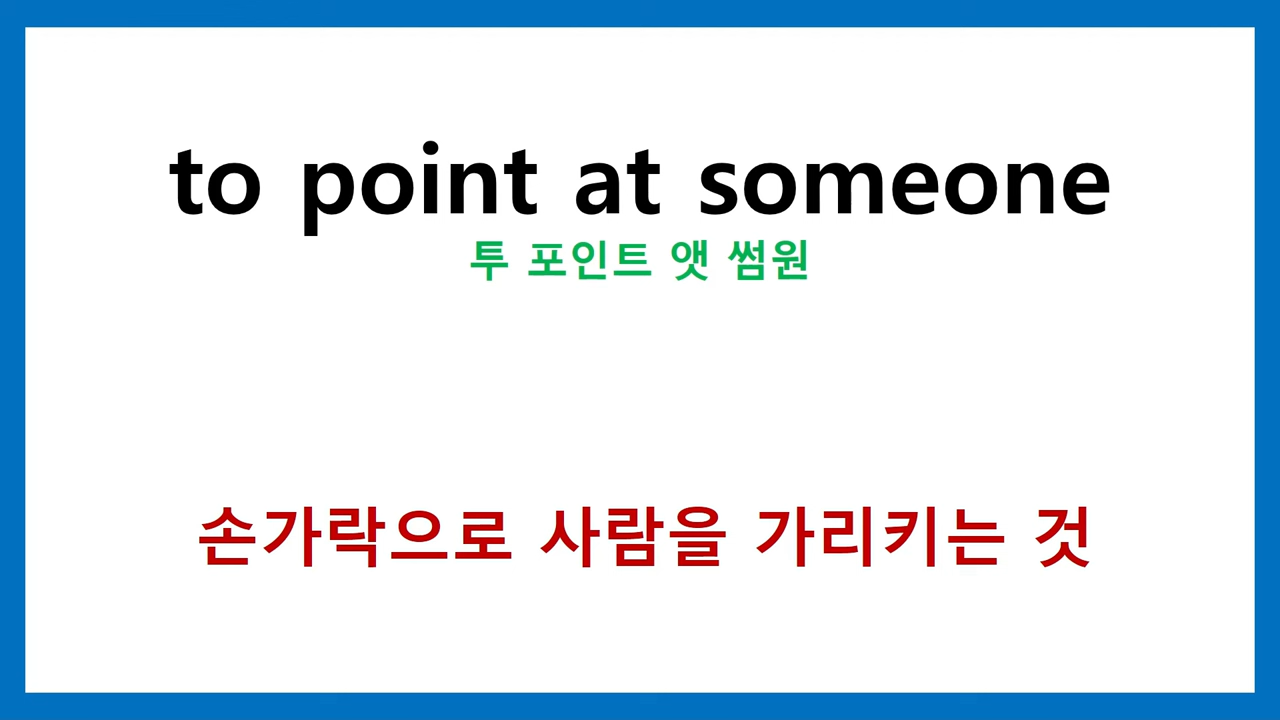 to point at someone
투 포인트 앳 썸원
손가락으로 사람을 가리키는 것